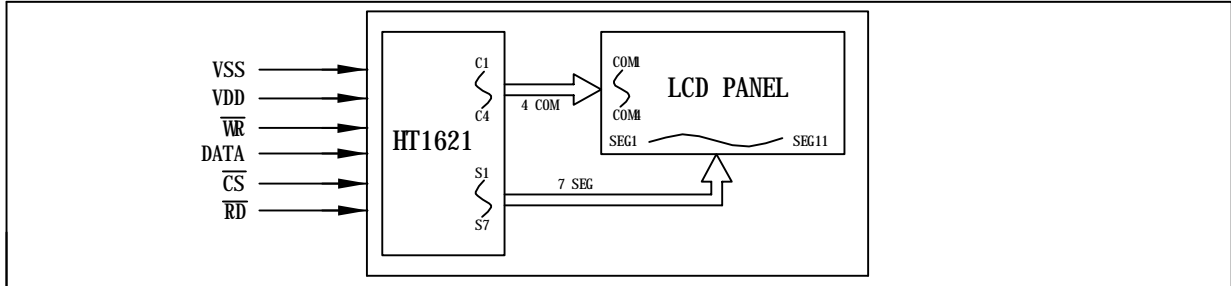 VSS
VDD
WR
DATA
CS
RD
HT1621
C1
C4
4 COM
S1
S7
7 SEG
COM1
COM4
LCD PANEL
SEG1
SEG11